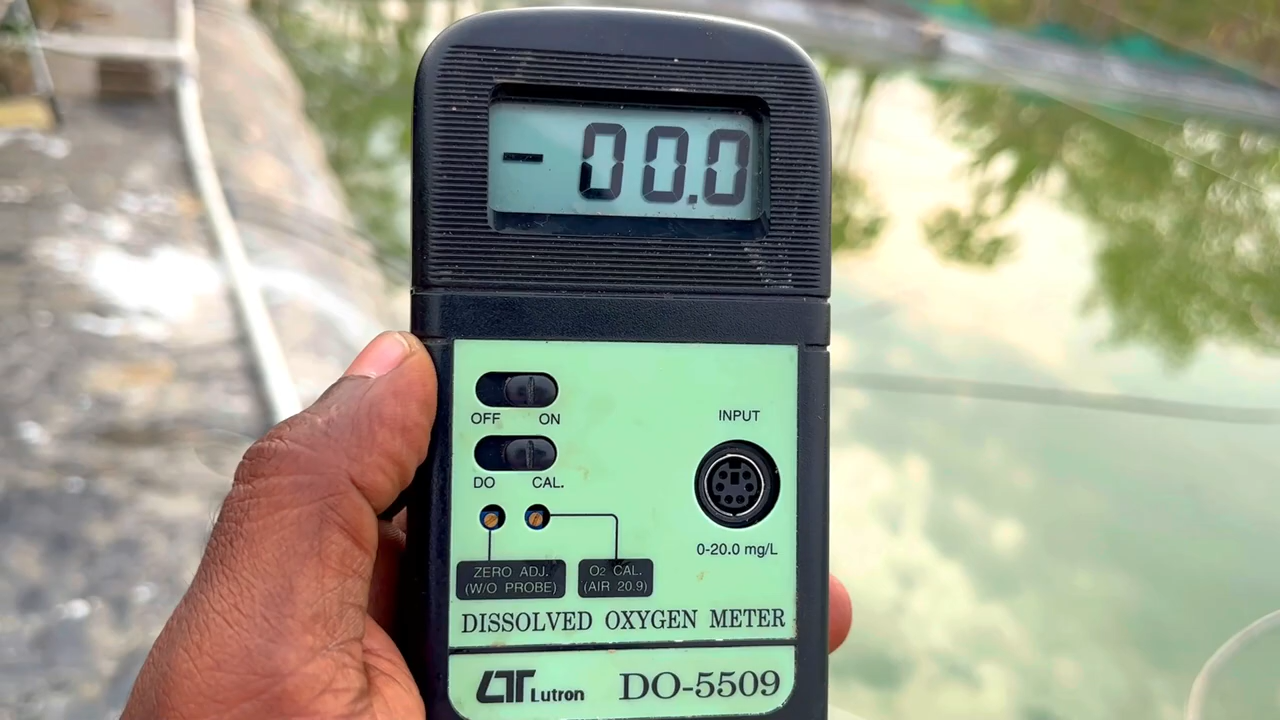 - 00.0
OFF ON
INPUT
DO CAL.
0-20.0 mg/L
ZERO ADJ.
(W/O PROBE)
O2 CAL.
(AIR 20.9)
DISSOLVED OXYGEN METER
LT Lutron DO-5509